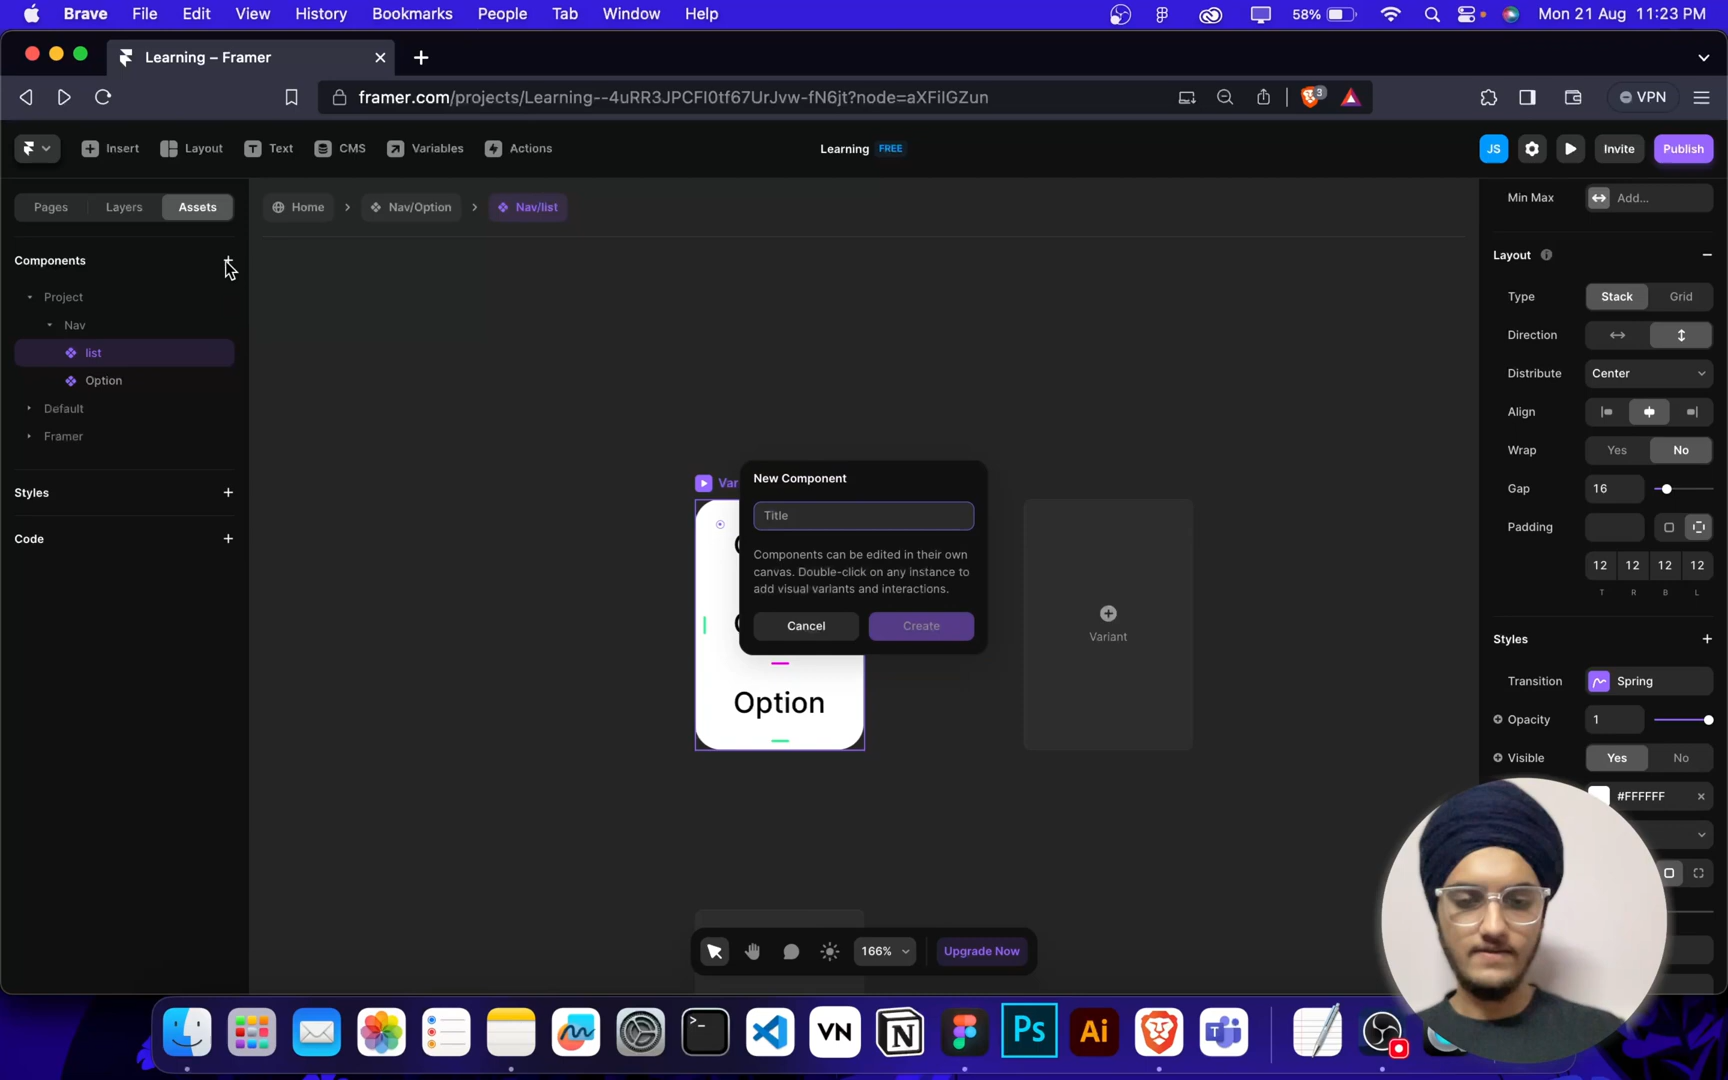 Brave File Edit View History Bookmarks People Tab Window Help 58% Mon 21 Aug 11:23 PM
Learning – Framer
framer.com/projects/Learning--4uRR3JPCFI0tf67UrJvw-fN6jt?node=aXFilGZun 3 VPN
Insert Layout Text CMS Variables Actions Learning FREE JS Invite Publish
Pages Layers Assets Home Nav/Option Nav/list
Components
Project
Nav
list
Option
Default
Framer
Styles
Code
Var
Option
New Component
Title
Components can be edited in their own
canvas. Double-click on any instance to
add visual variants and interactions.
Cancel Create
Variant
166% Upgrade Now
Min Max Add...
Layout
Type Stack Grid
Direction
Distribute Center
Align
Wrap Yes No
Gap 16
Padding
12 12 12 12
T R B L
Styles
Transition Spring
Opacity 1
Visible Yes No
#FFFFFF
VN Ps Ai